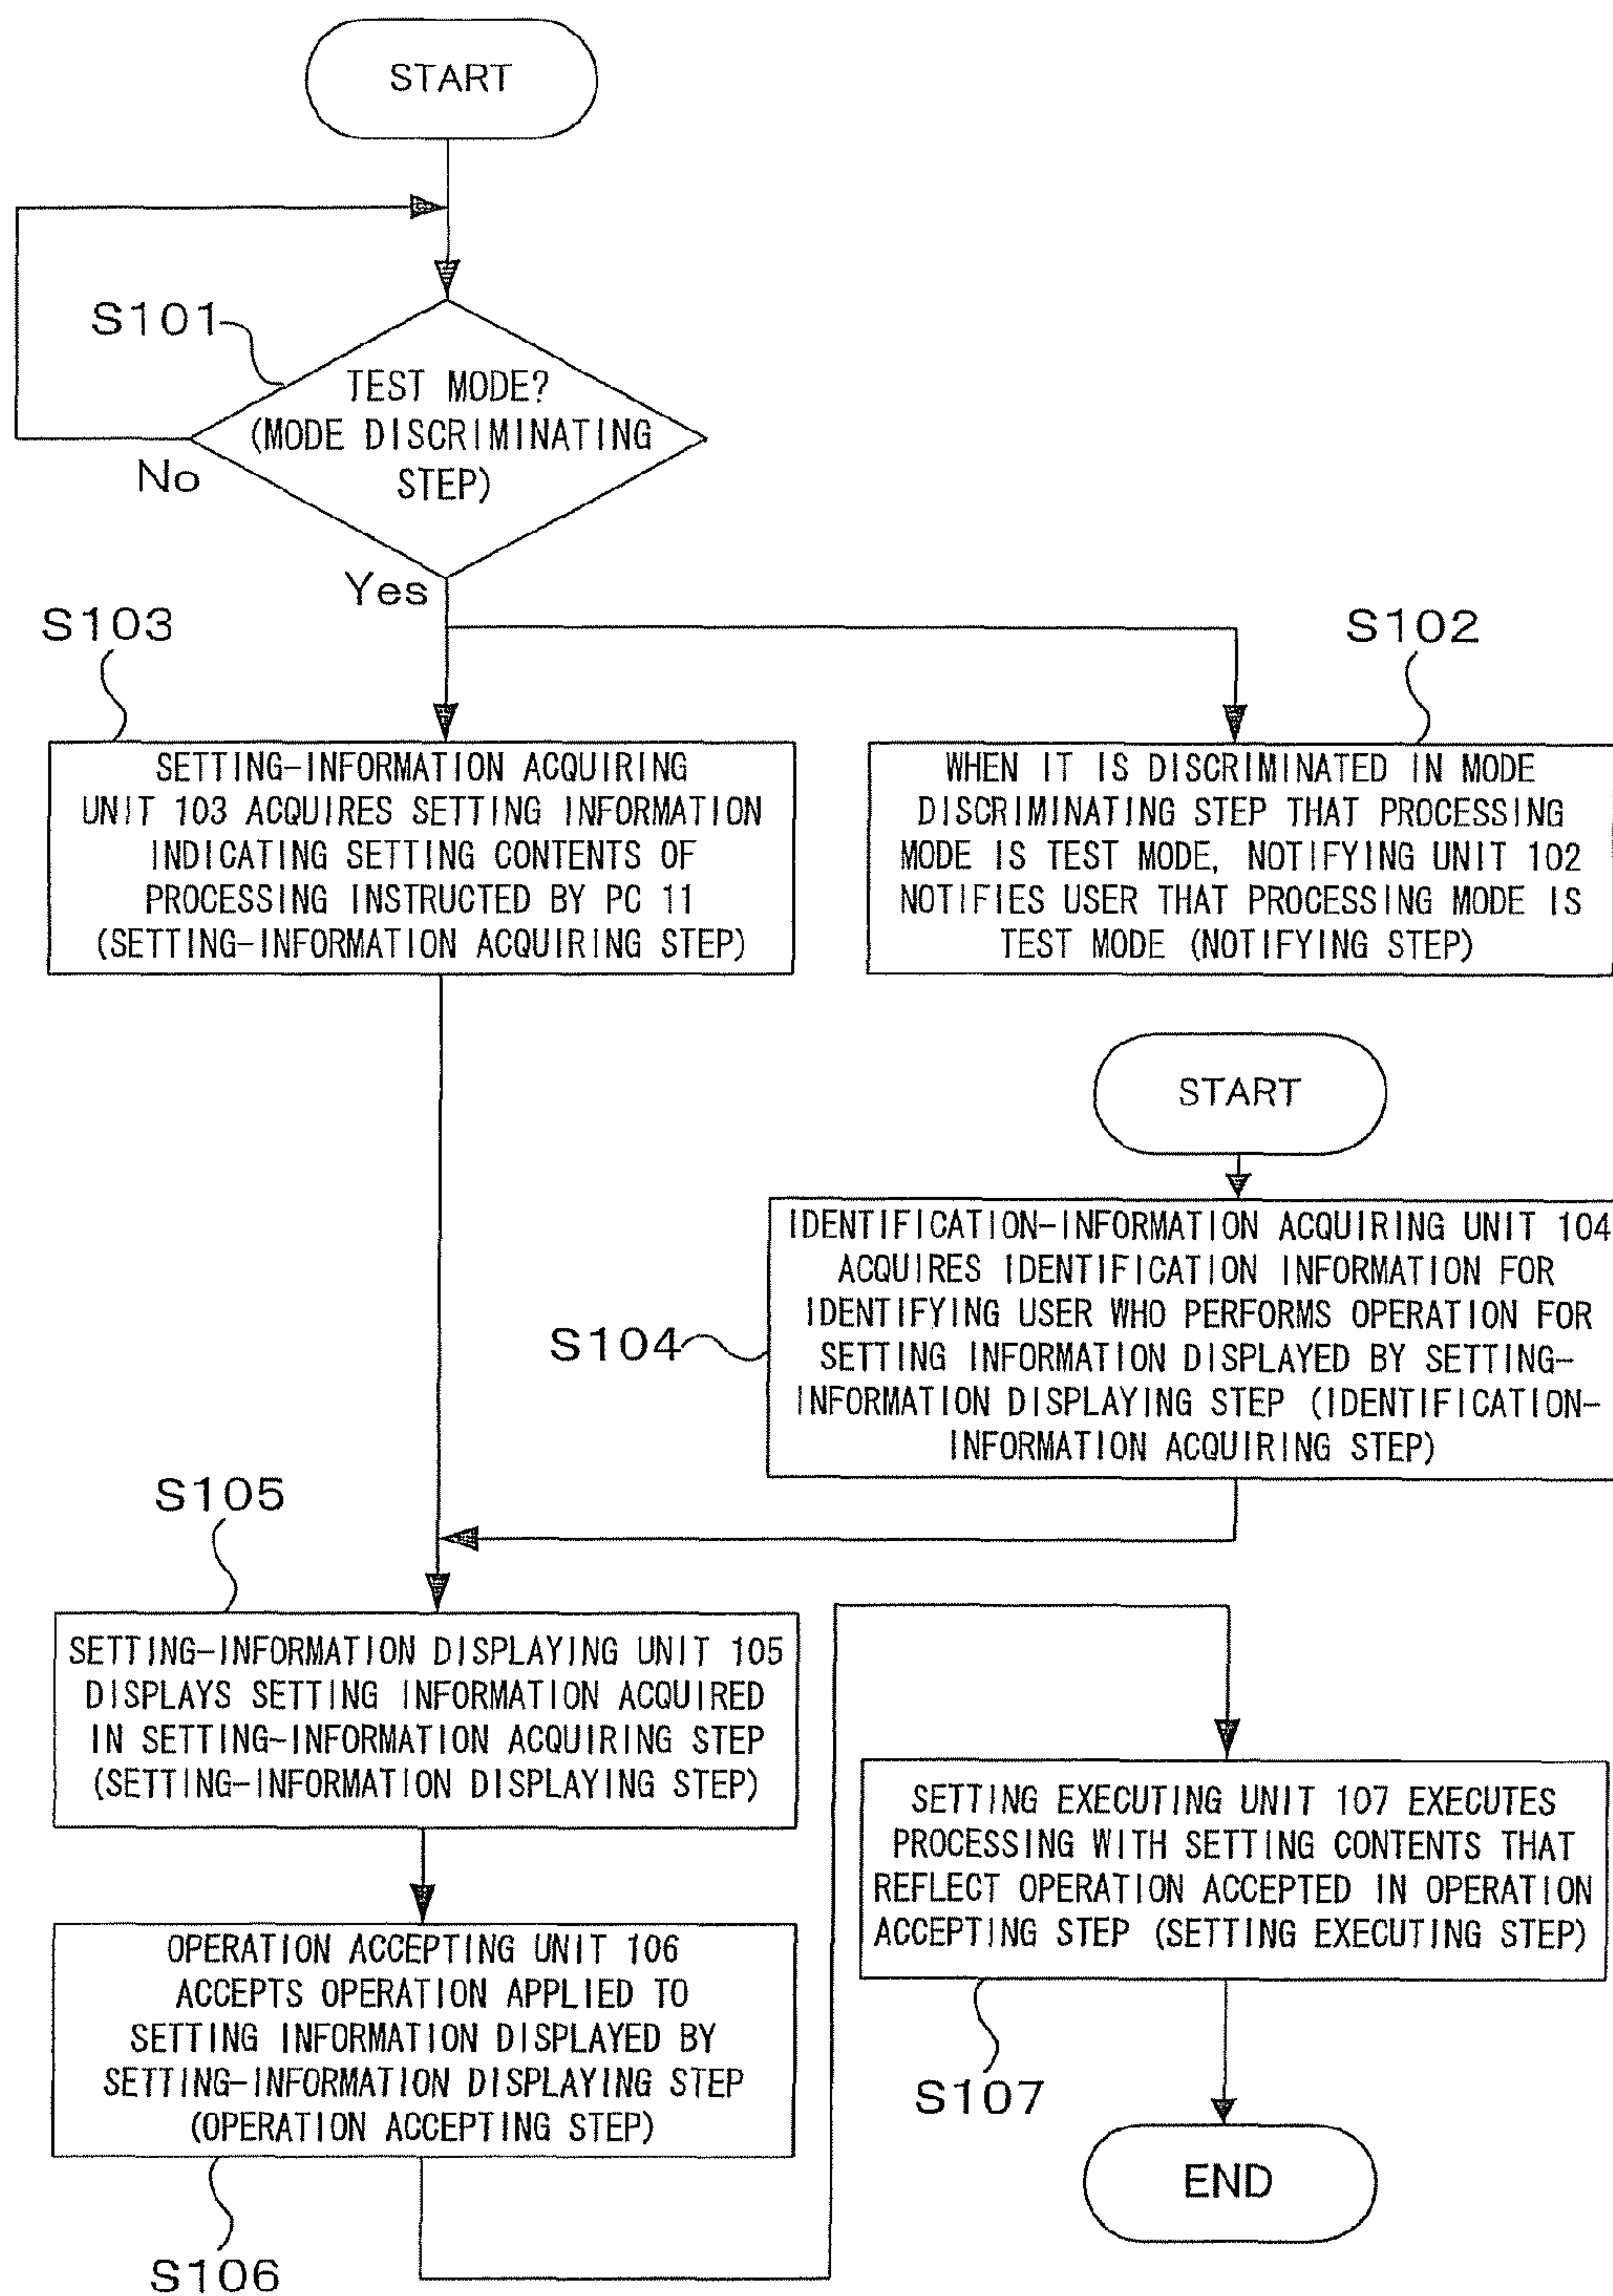 START
S101
TEST MODE?
(MODE DISCRIMINATING
STEP)
No
Yes
S103
S102
SETTING-INFORMATION ACQUIRING
UNIT 103 ACQUIRES SETTING INFORMATION
INDICATING SETTING CONTENTS OF
PROCESSING INSTRUCTED BY PC 11
(SETTING-INFORMATION ACQUIRING STEP)
WHEN IT IS DISCRIMINATED IN MODE
DISCRIMINATING STEP THAT PROCESSING
MODE IS TEST MODE, NOTIFYING UNIT 102
NOTIFIES USER THAT PROCESSING MODE IS
TEST MODE (NOTIFYING STEP)
START
IDENTIFICATION-INFORMATION ACQUIRING UNIT 104
ACQUIRES IDENTIFICATION INFORMATION FOR
IDENTIFYING USER WHO PERFORMS OPERATION FOR
SETTING INFORMATION DISPLAYED BY SETTING-
INFORMATION DISPLAYING STEP (IDENTIFICATION-
INFORMATION ACQUIRING STEP)
S104
S105
SETTING-INFORMATION DISPLAYING UNIT 105
DISPLAYS SETTING INFORMATION ACQUIRED
IN SETTING-INFORMATION ACQUIRING STEP
(SETTING-INFORMATION DISPLAYING STEP)
OPERATION ACCEPTING UNIT 106
ACCEPTS OPERATION APPLIED TO
SETTING INFORMATION DISPLAYED BY
SETTING-INFORMATION DISPLAYING STEP
(OPERATION ACCEPTING STEP)
S106
SETTING EXECUTING UNIT 107 EXECUTES
PROCESSING WITH SETTING CONTENTS THAT
REFLECT OPERATION ACCEPTED IN OPERATION
ACCEPTING STEP (SETTING EXECUTING STEP)
S107
END